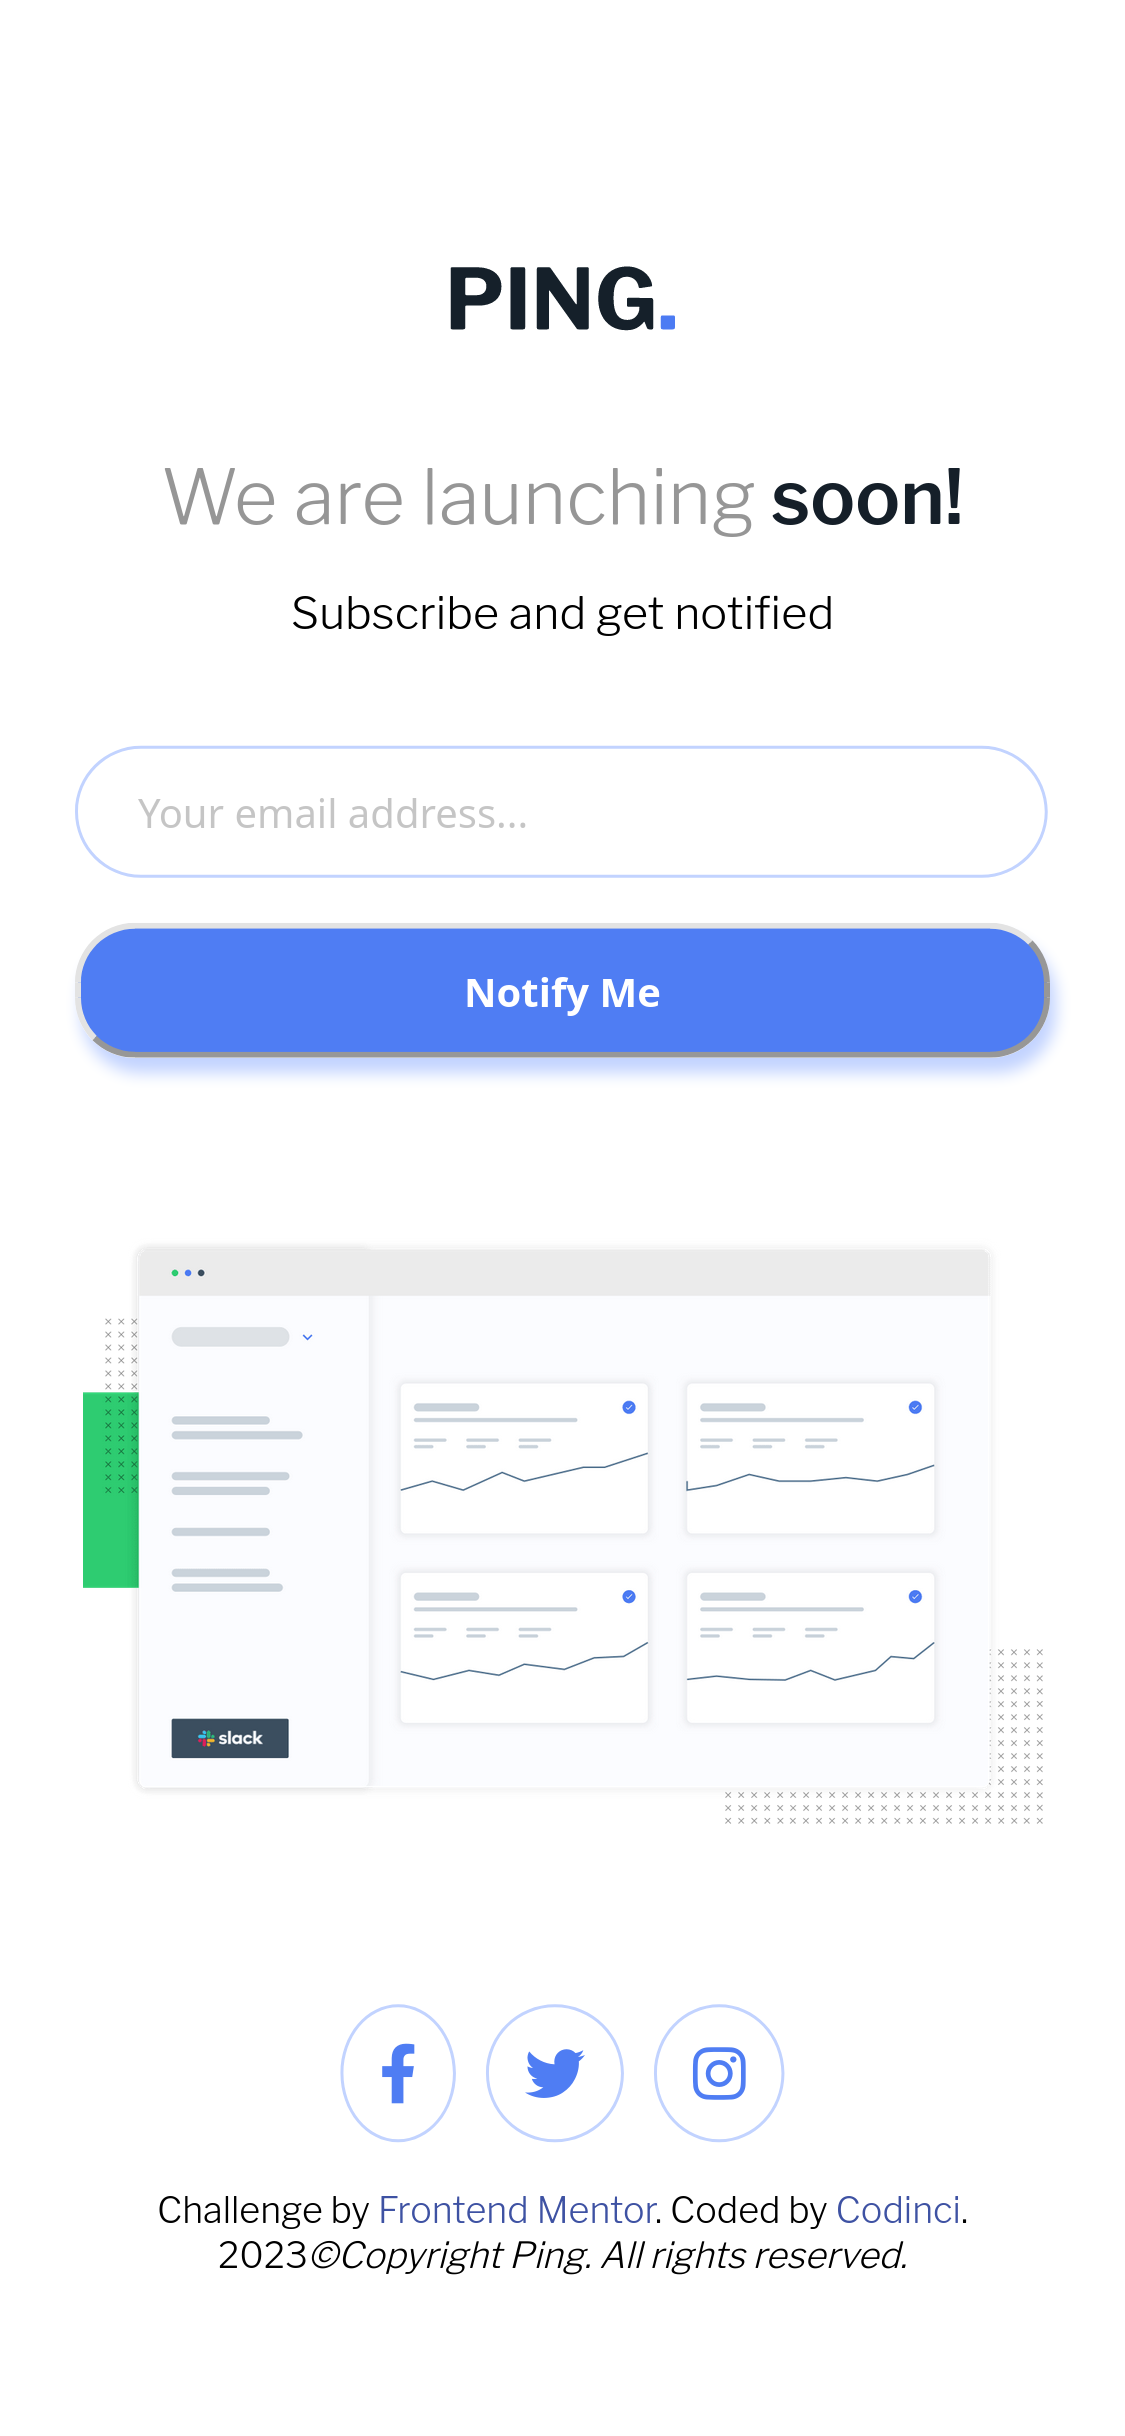 PING.
We are launching soon!
Subscribe and get notified
Your email address...
Notify Me
slack
Challenge by Frontend Mentor. Coded by Codinci.
2023©Copyright Ping. All rights reserved.